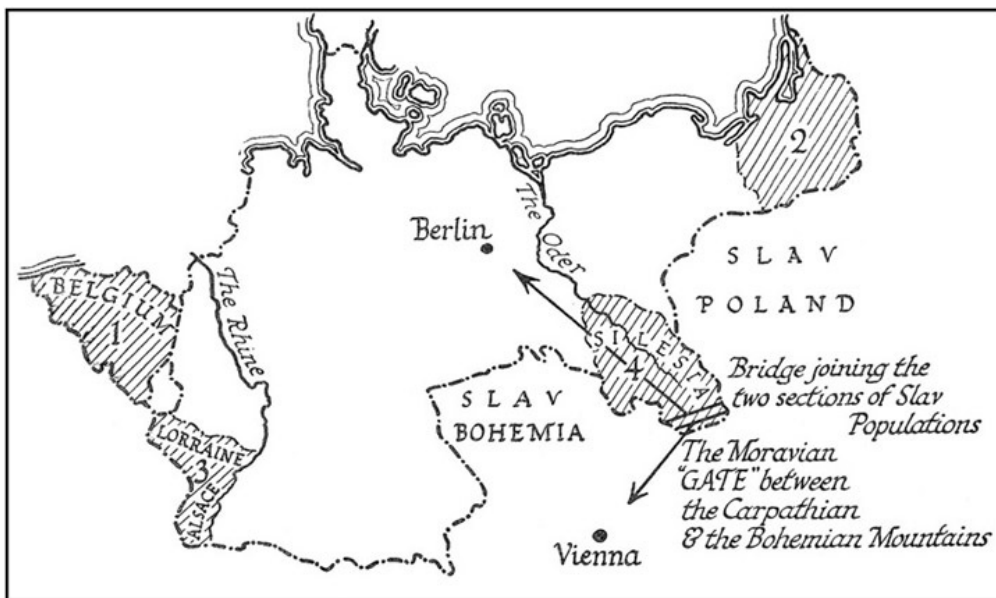 2
The Oder
Berlin
SLAV
POLAND
BELGIUM
1
The Rhine
SILESIA
4
Bridge joining the
two sections of Slav
Populations
SLAV
BOHEMIA
LORRAINE
3
ALSACE
The Moravian
"GATE" between
the Carpathian
& the Bohemian Mountains
Vienna